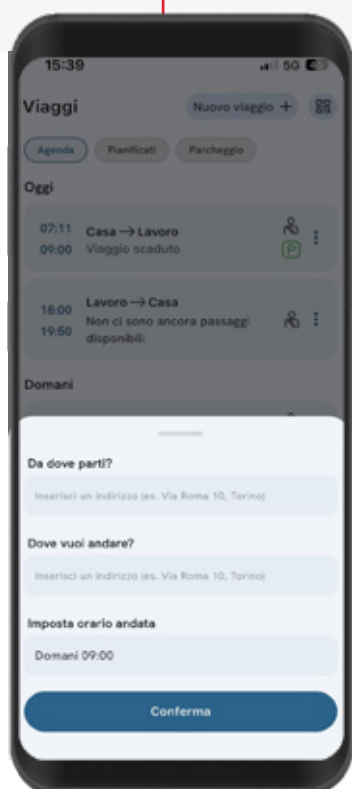 15:39
5G
Viaggi
Nuovo viaggio +
Agenda
Pianificati
Parcheggio
Oggi
07:11 Casa → Lavoro
09:00 Viaggio scaduto
P
18:00 Lavoro → Casa
19:50 Non ci sono ancora passaggi
disponibili
Domani
Da dove parti?
Inserisci un indirizzo (es. Via Roma 10, Torino)
Dove vuoi andare?
Inserisci un indirizzo (es. Via Roma 10, Torino)
Imposta orario andata
Domani 09:00
Conferma